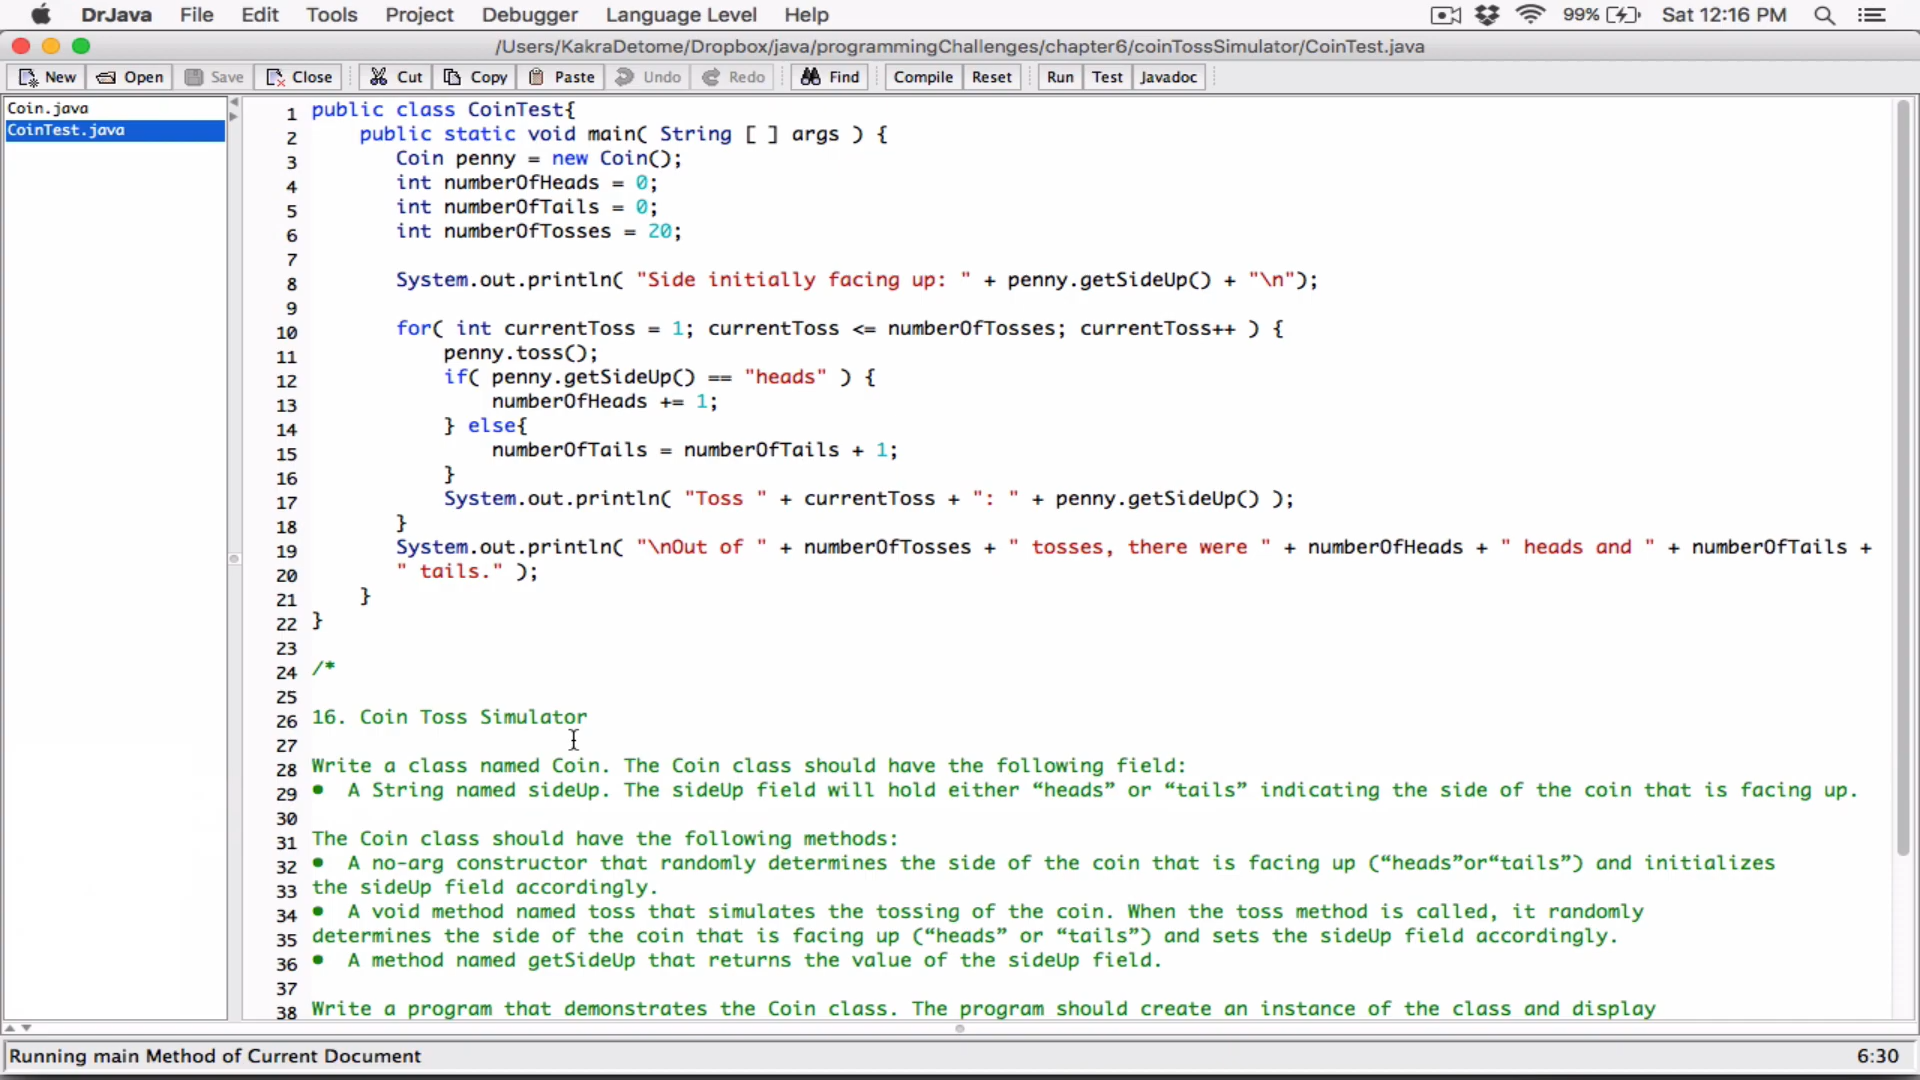 DrJava File Edit Tools Project Debugger Language Level Help 99% Sat 12:16 PM
/Users/KakraDetome/Dropbox/java/programmingChallenges/chapter6/coinTossSimulator/CoinTest.java
New Open Save Close Cut Copy Paste Undo Redo Find Compile Reset Run Test Javadoc
Coin.java
CoinTest.java
1 public class CoinTest{
2 public static void main( String [ ] args ) {
3 Coin penny = new Coin();
4 int numberOfHeads = 0;
5 int numberOfTails = 0;
6 int numberOfTosses = 20;
7
8 System.out.println( "Side initially facing up: " + penny.getSideUp() + "\n");
9
10 for( int currentToss = 1; currentToss <= numberOfTosses; currentToss++ ) {
11 penny.toss();
12 if( penny.getSideUp() == "heads" ) {
13 numberOfHeads += 1;
14 } else{
15 numberOfTails = numberOfTails + 1;
16 }
17 System.out.println( "Toss " + currentToss + ": " + penny.getSideUp() );
18 }
19 System.out.println( "\nOut of " + numberOfTosses + " tosses, there were " + numberOfHeads + " heads and " + numberOfTails +
20 " tails." );
21 }
22 }
23
24 /*
25
26 16. Coin Toss Simulator
27
28 Write a class named Coin. The Coin class should have the following field:
29 • A String named sideUp. The sideUp field will hold either “heads” or “tails” indicating the side of the coin that is facing up.
30
31 The Coin class should have the following methods:
32 • A no-arg constructor that randomly determines the side of the coin that is facing up (“heads”or“tails”) and initializes
33 the sideUp field accordingly.
34 • A void method named toss that simulates the tossing of the coin. When the toss method is called, it randomly
35 determines the side of the coin that is facing up (“heads” or “tails”) and sets the sideUp field accordingly.
36 • A method named getSideUp that returns the value of the sideUp field.
37
38 Write a program that demonstrates the Coin class. The program should create an instance of the class and display
Running main Method of Current Document 6:30